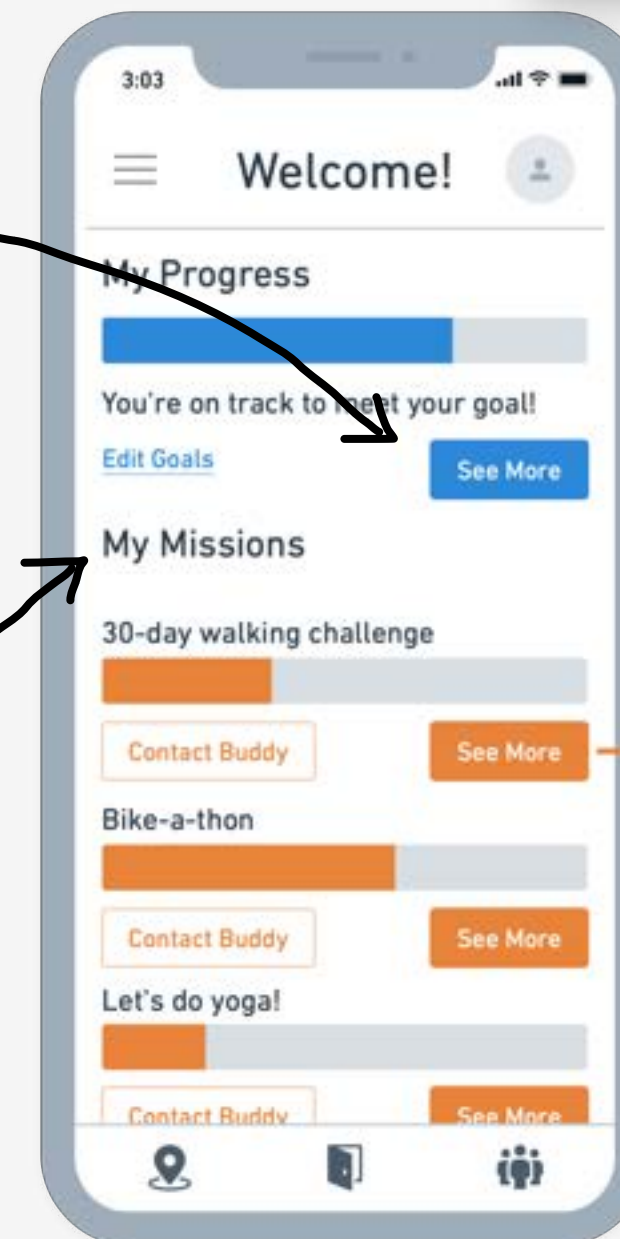 3:03
Welcome!
My Progress
You're on track to meet your goal!
Edit Goals
See More
My Missions
30-day walking challenge
Contact Buddy
See More
Bike-a-thon
Contact Buddy
See More
Let's do yoga!
Contact Buddy
See More